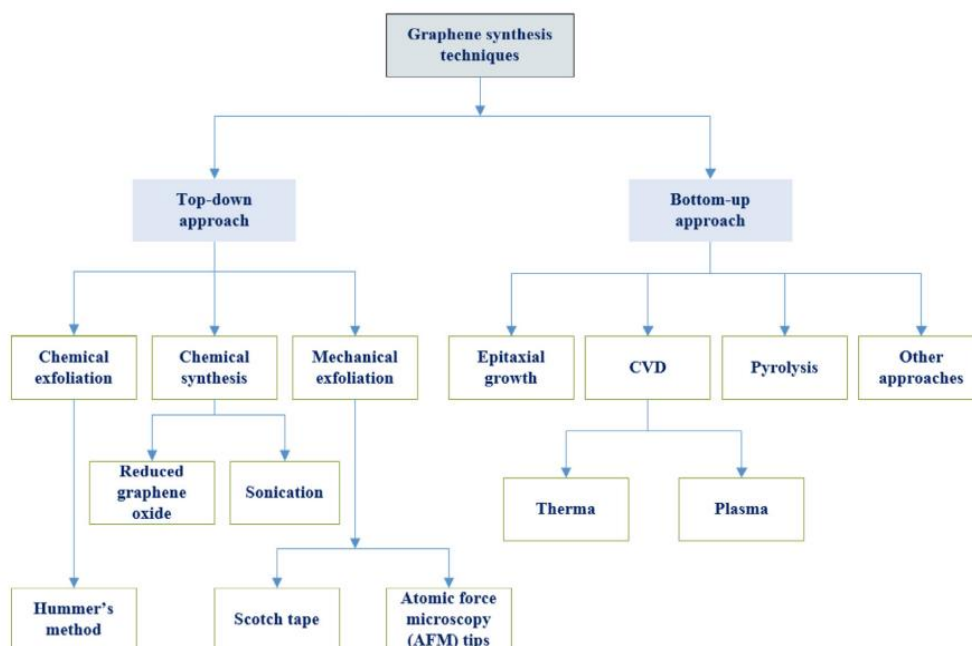 Graphene synthesis
techniques
Top-down
approach
Bottom-up
approach
Chemical
exfoliation
Chemical
synthesis
Mechanical
exfoliation
Epitaxial
growth
CVD
Pyrolysis
Other
approaches
Reduced
graphene
oxide
Sonication
Therma
Plasma
Hummer's
method
Scotch tape
Atomic force
microscopy
(AFM) tips